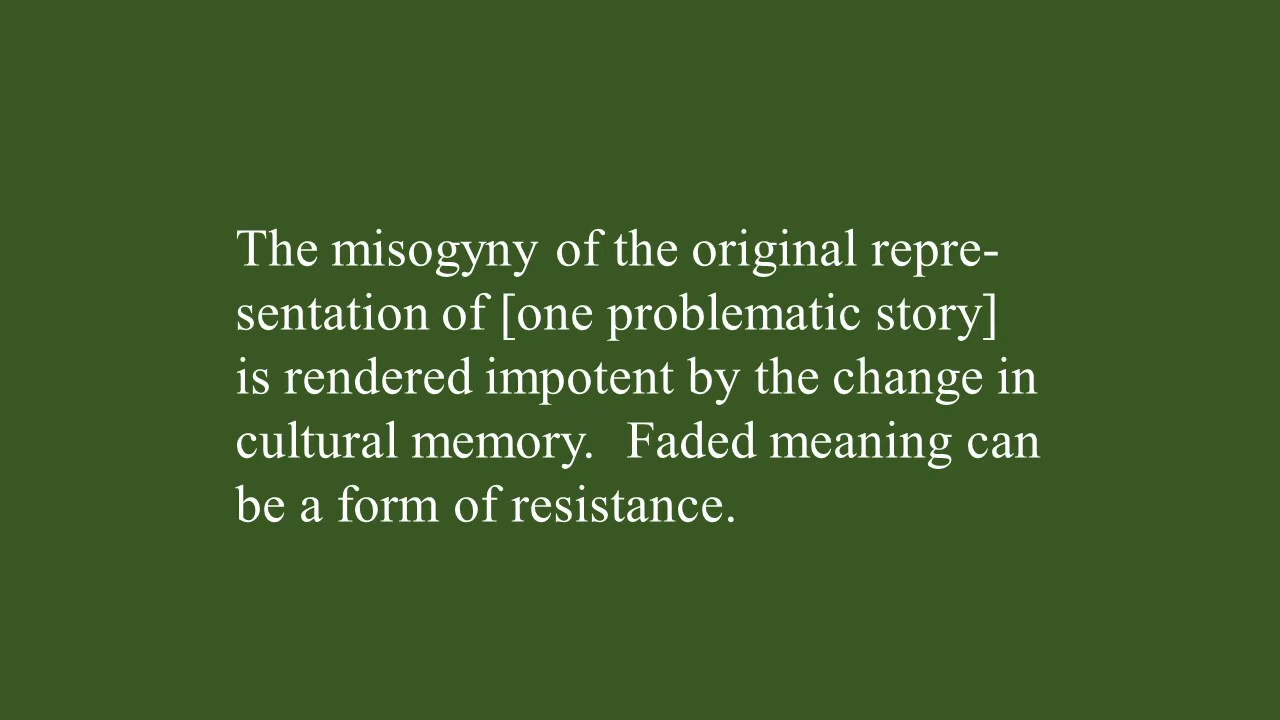 The misogyny of the original repre-
sentation of [one problematic story]
is rendered impotent by the change in
cultural memory.  Faded meaning can
be a form of resistance.